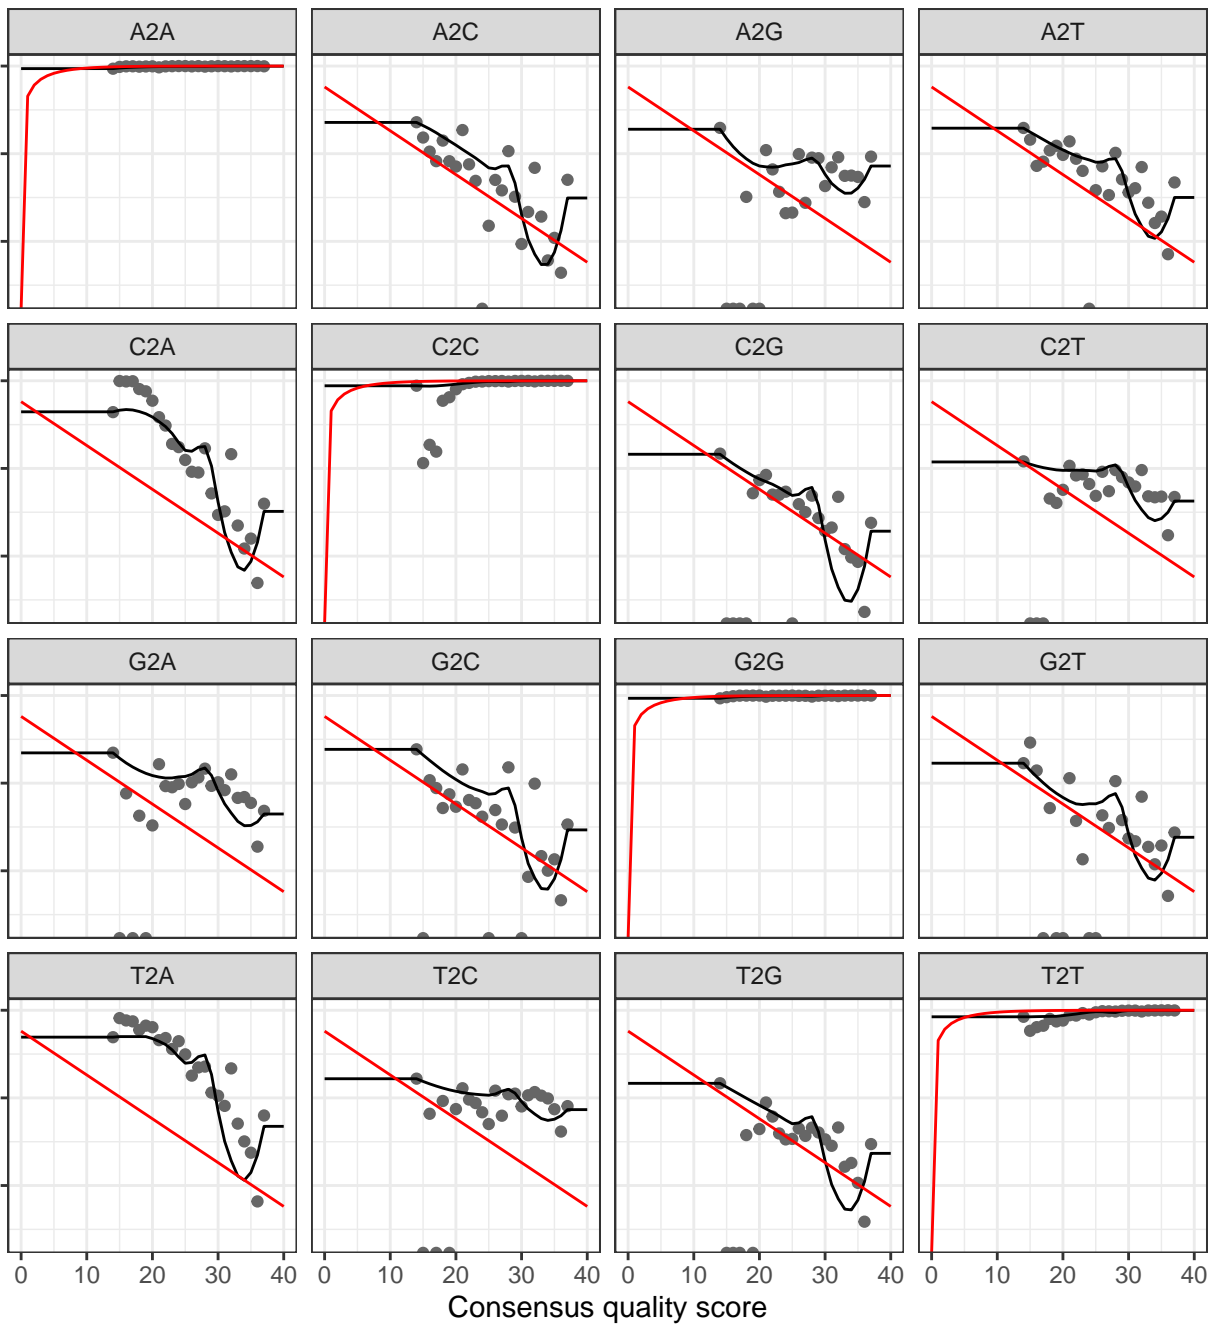 A2A A2C A2G A2T
C2A C2C C2G C2T
G2A G2C G2G G2T
T2A T2C T2G T2T
0 10 20 30 40 0 10 20 30 40 0 10 20 30 40 0 10 20 30 40
Consensus quality score